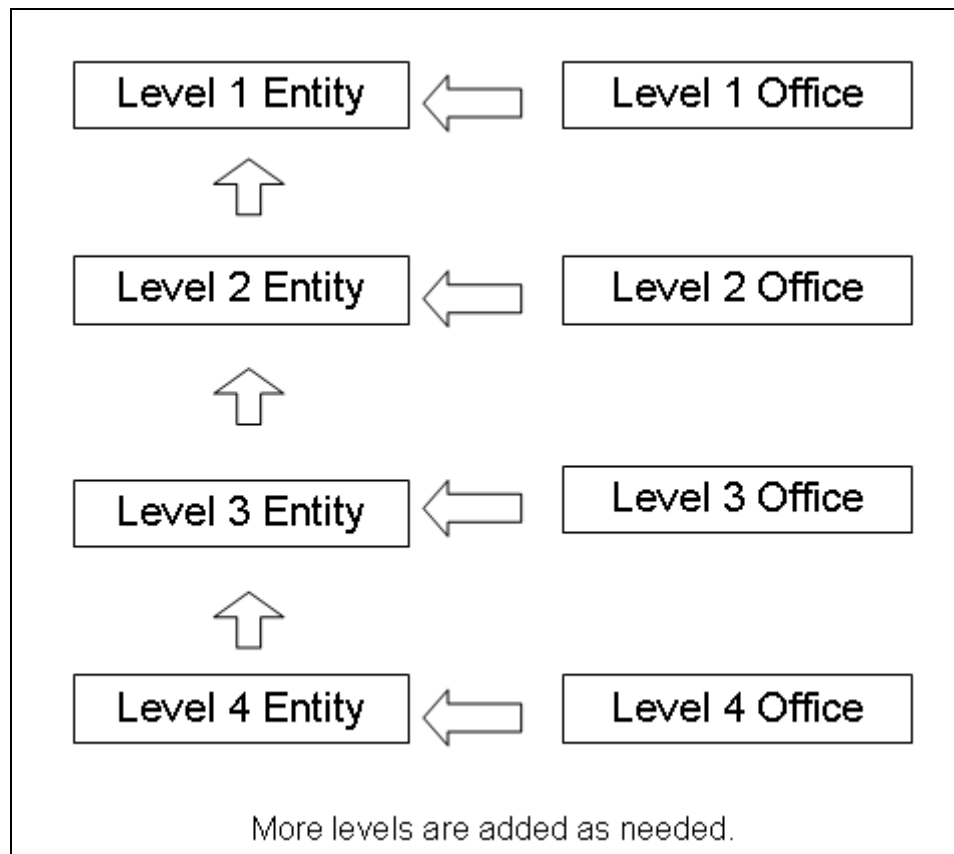 Level 1 Entity
Level 1 Office
Level 2 Entity
Level 2 Office
Level 3 Entity
Level 3 Office
Level 4 Entity
Level 4 Office
More levels are added as needed.